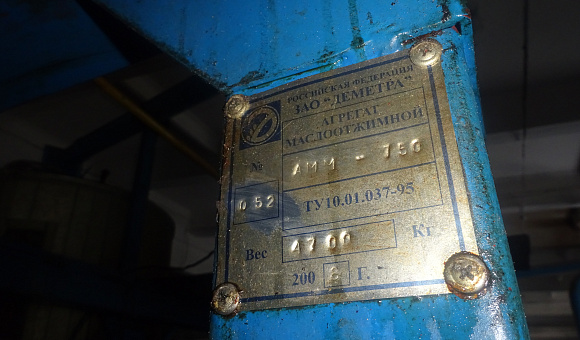 РОССИЙСКАЯ ФЕДЕРАЦИЯ
ЗАО "ДЕМЕТРА"
АГРЕГАТ
МАСЛООТЖИМНОЙ
№ АММ - 750
052 ТУ10.01.037-95
Вес 4700 Кг.
200 Г.